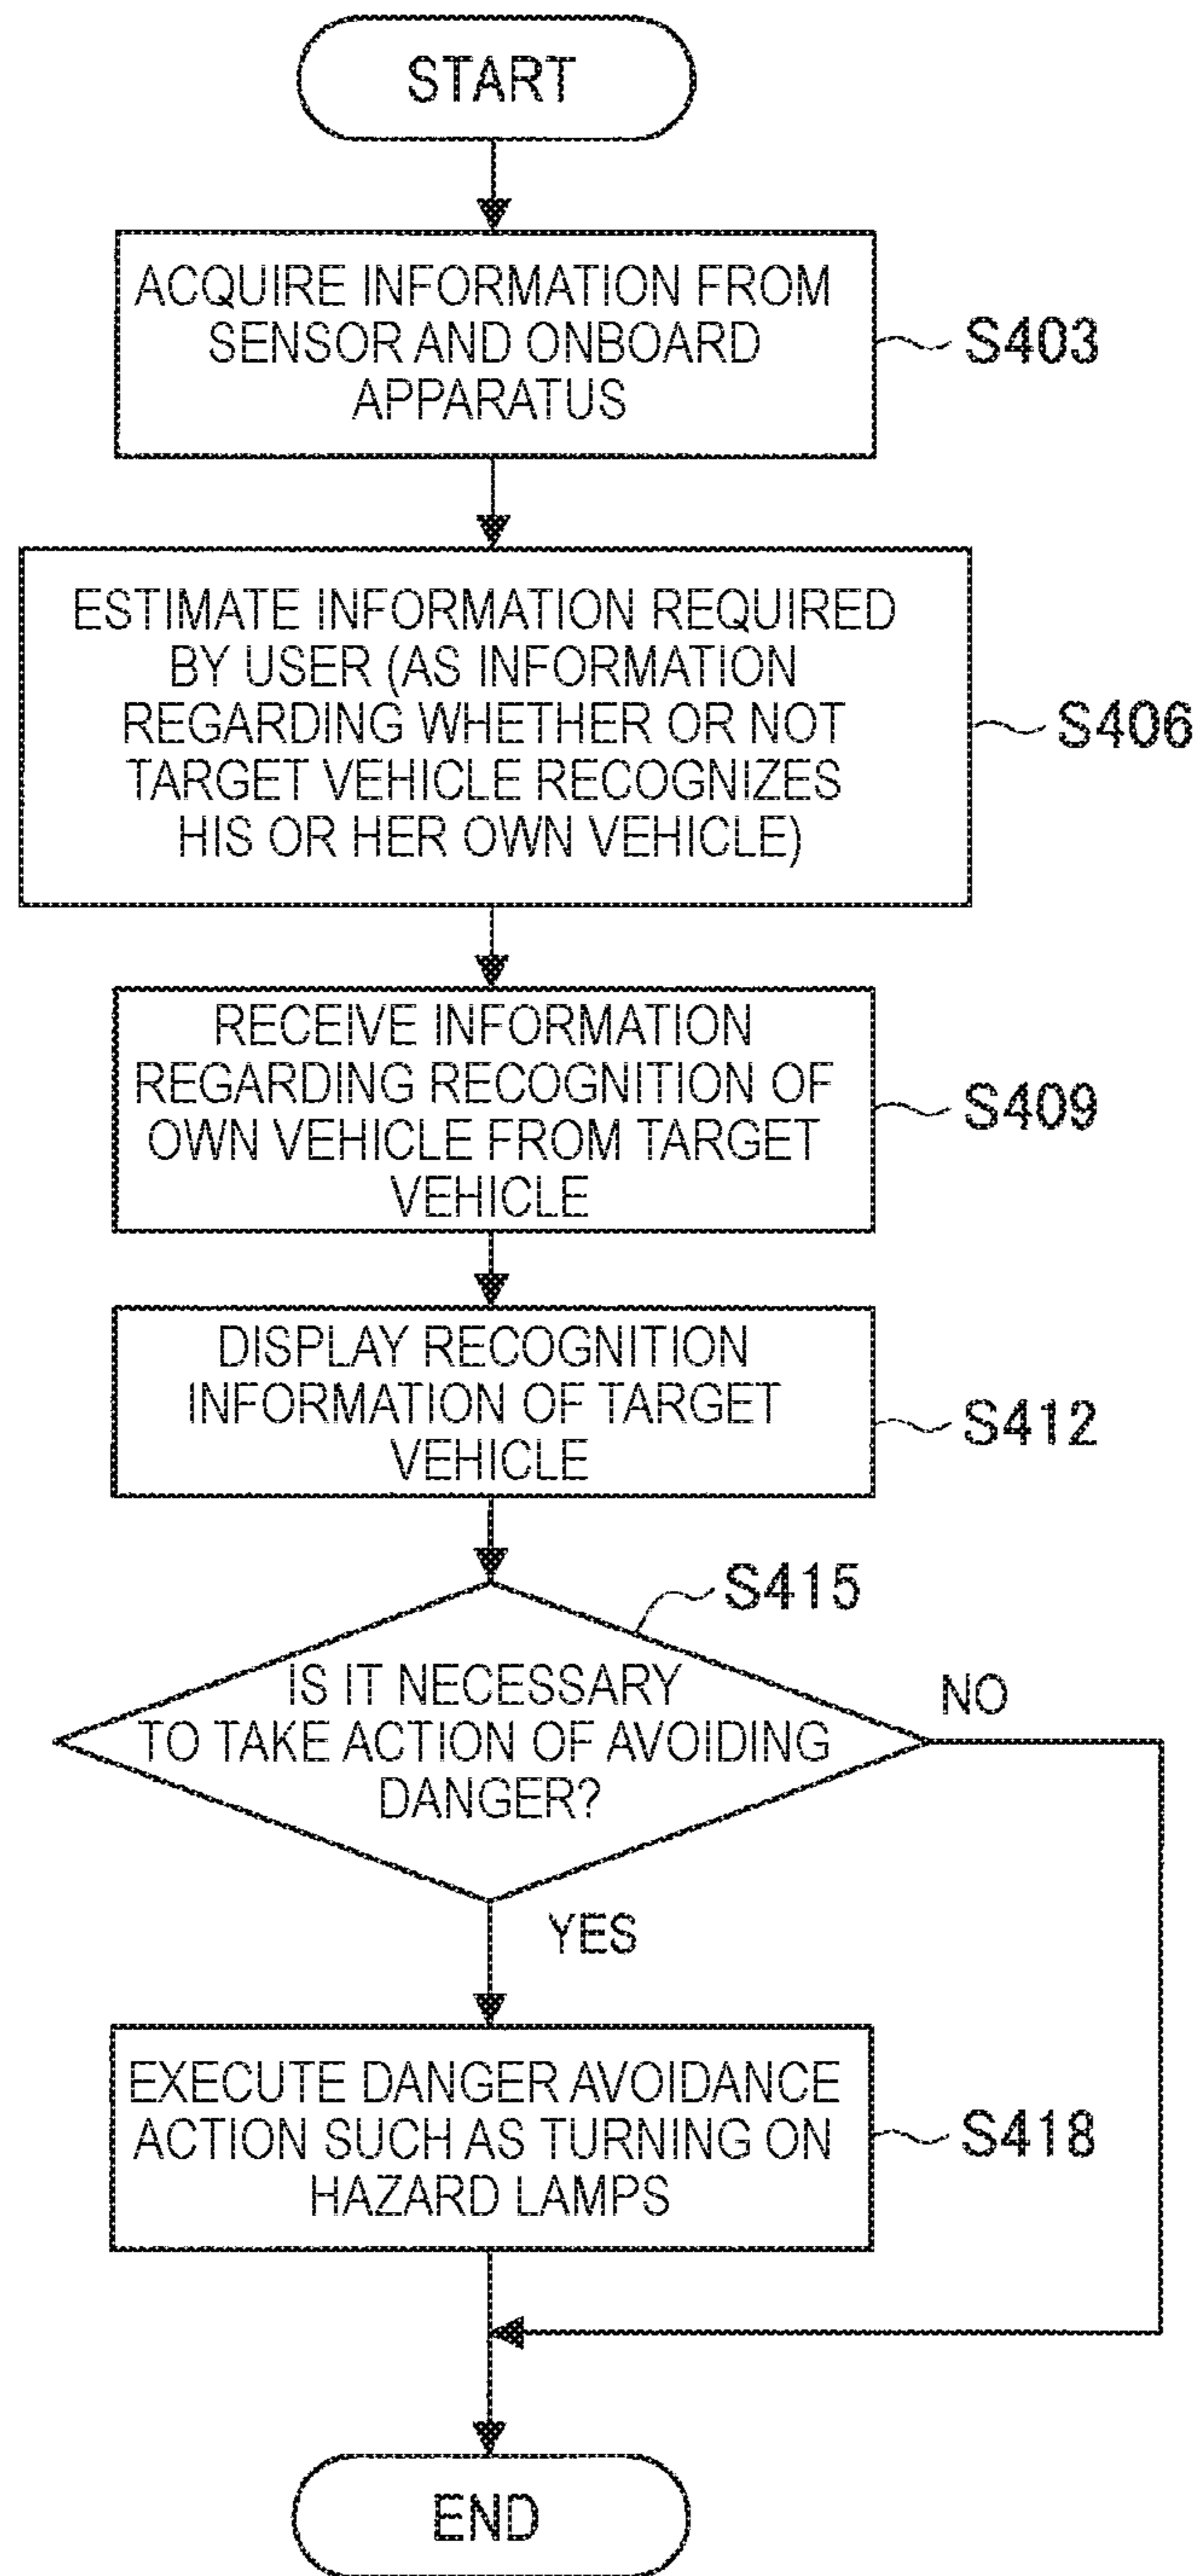 START
ACQUIRE INFORMATION FROM
SENSOR AND ONBOARD
APPARATUS
S403
ESTIMATE INFORMATION REQUIRED
BY USER (AS INFORMATION
REGARDING WHETHER OR NOT
TARGET VEHICLE RECOGNIZES
HIS OR HER OWN VEHICLE)
S406
RECEIVE INFORMATION
REGARDING RECOGNITION OF
OWN VEHICLE FROM TARGET
VEHICLE
S409
DISPLAY RECOGNITION
INFORMATION OF TARGET
VEHICLE
S412
S415
IS IT NECESSARY
TO TAKE ACTION OF AVOIDING
DANGER?
NO
YES
EXECUTE DANGER AVOIDANCE
ACTION SUCH AS TURNING ON
HAZARD LAMPS
S418
END